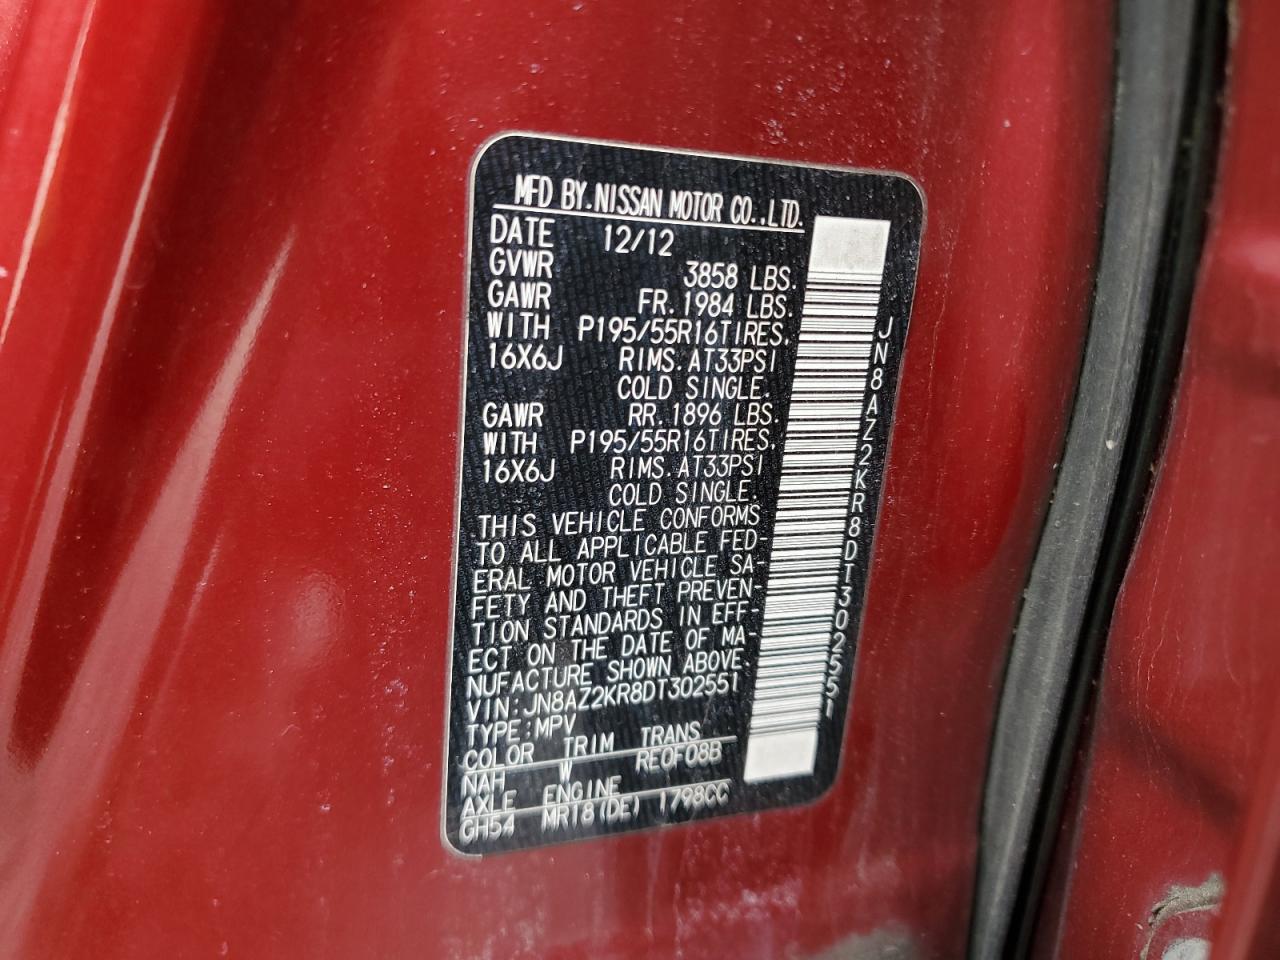 MFD BY.NISSAN MOTOR CO.,LTD.
DATE 12/12
GVWR 3858 LBS.
GAWR FR.1984 LBS.
WITH P195/55R16TIRES,
16X6J RIMS.AT33PSI
COLD SINGLE.
GAWR RR.1896 LBS.
WITH P195/55R16TIRES,
16X6J RIMS.AT33PSI
COLD SINGLE.
THIS VEHICLE CONFORMS
TO ALL APPLICABLE FED-
ERAL MOTOR VEHICLE SA-
FETY AND THEFT PREVEN-
TION STANDARDS IN EFF-
ECT ON THE DATE OF MA-
NUFACTURE SHOWN ABOVE.
VIN:JN8AZ2KR8DT302551
TYPE:MPV
COLOR TRIM TRANS
NAH W RE0F08B
AXLE ENGINE
GH54 MR18(DE) 1798CC
JN8AZ2KR8DT302551